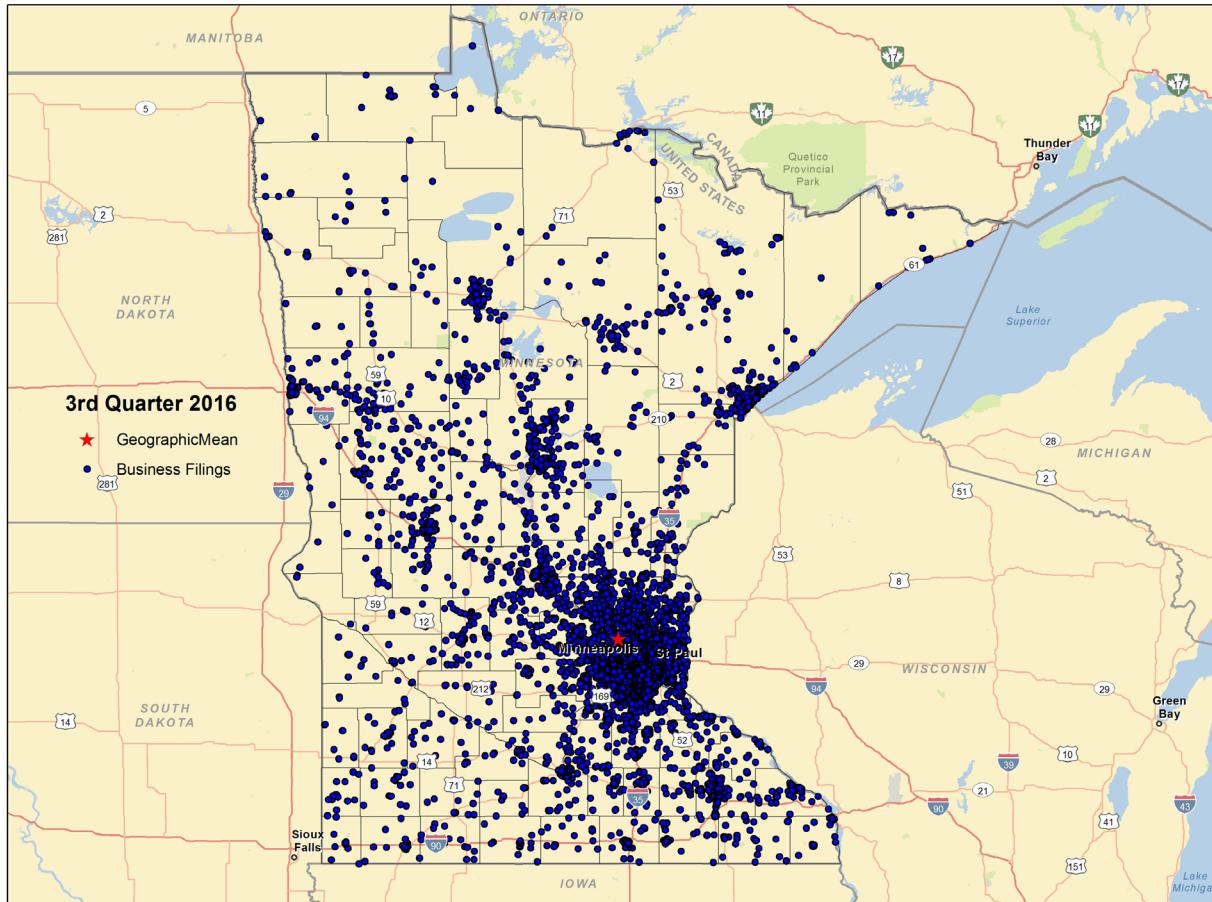 ONTARIO
MANITOBA
17
17
5
11
11
CANADA
UNITED STATES
Thunder
Bay
Quetico
Provincial
Park
53
2
71
281
61
NORTH
DAKOTA
Lake
Superior
MINNESOTA
59
2
10
3rd Quarter 2016
94
210
GeographicMean
28
MICHIGAN
Business Filings
2
281
29
51
35
53
8
59
12
Minneapolis
St Paul
29
WISCONSIN
94
212
169
29
SOUTH
DAKOTA
Green
Bay
14
52
10
14
39
71
21
35
90
43
41
Sioux
Falls
90
151
IOWA
Lake
Michigan